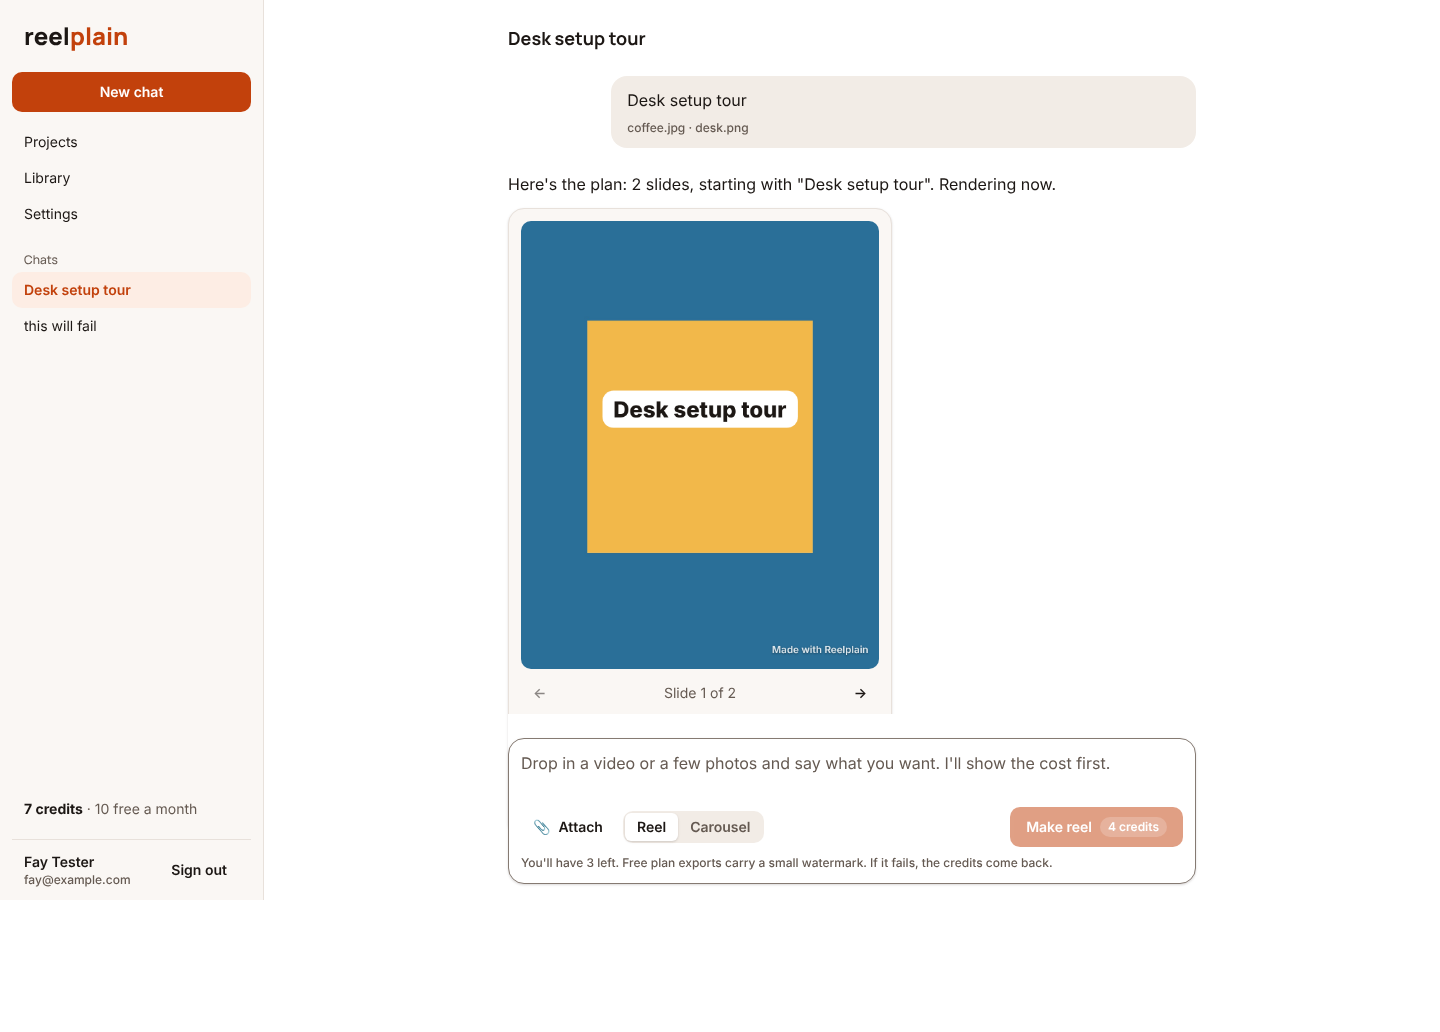 reelplain
New chat
Projects
Library
Settings
Chats
Desk setup tour
this will fail
7 credits · 10 free a month
Fay Tester
fay@example.com
Sign out
Desk setup tour
Desk setup tour
coffee.jpg · desk.png
Here's the plan: 2 slides, starting with "Desk setup tour". Rendering now.
Desk setup tour
Made with Reelplain
← Slide 1 of 2 →
Drop in a video or a few photos and say what you want. I'll show the cost first.
📎 Attach Reel Carousel Make reel 4 credits
You'll have 3 left. Free plan exports carry a small watermark. If it fails, the credits come back.